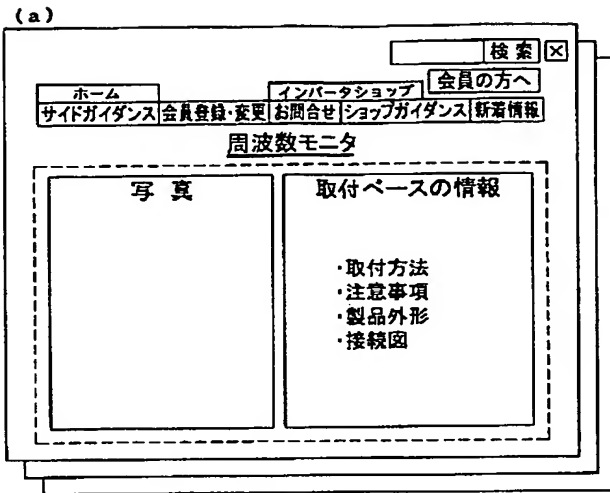 (a)
検索 ×
会員の方へ
ホーム インバータショップ
サイドガイダンス 会員登録・変更 お問合せ ショップガイダンス 新着情報
周波数モニタ
写真 取付ベースの情報
・取付方法
・注意事項
・製品外形
・接続図